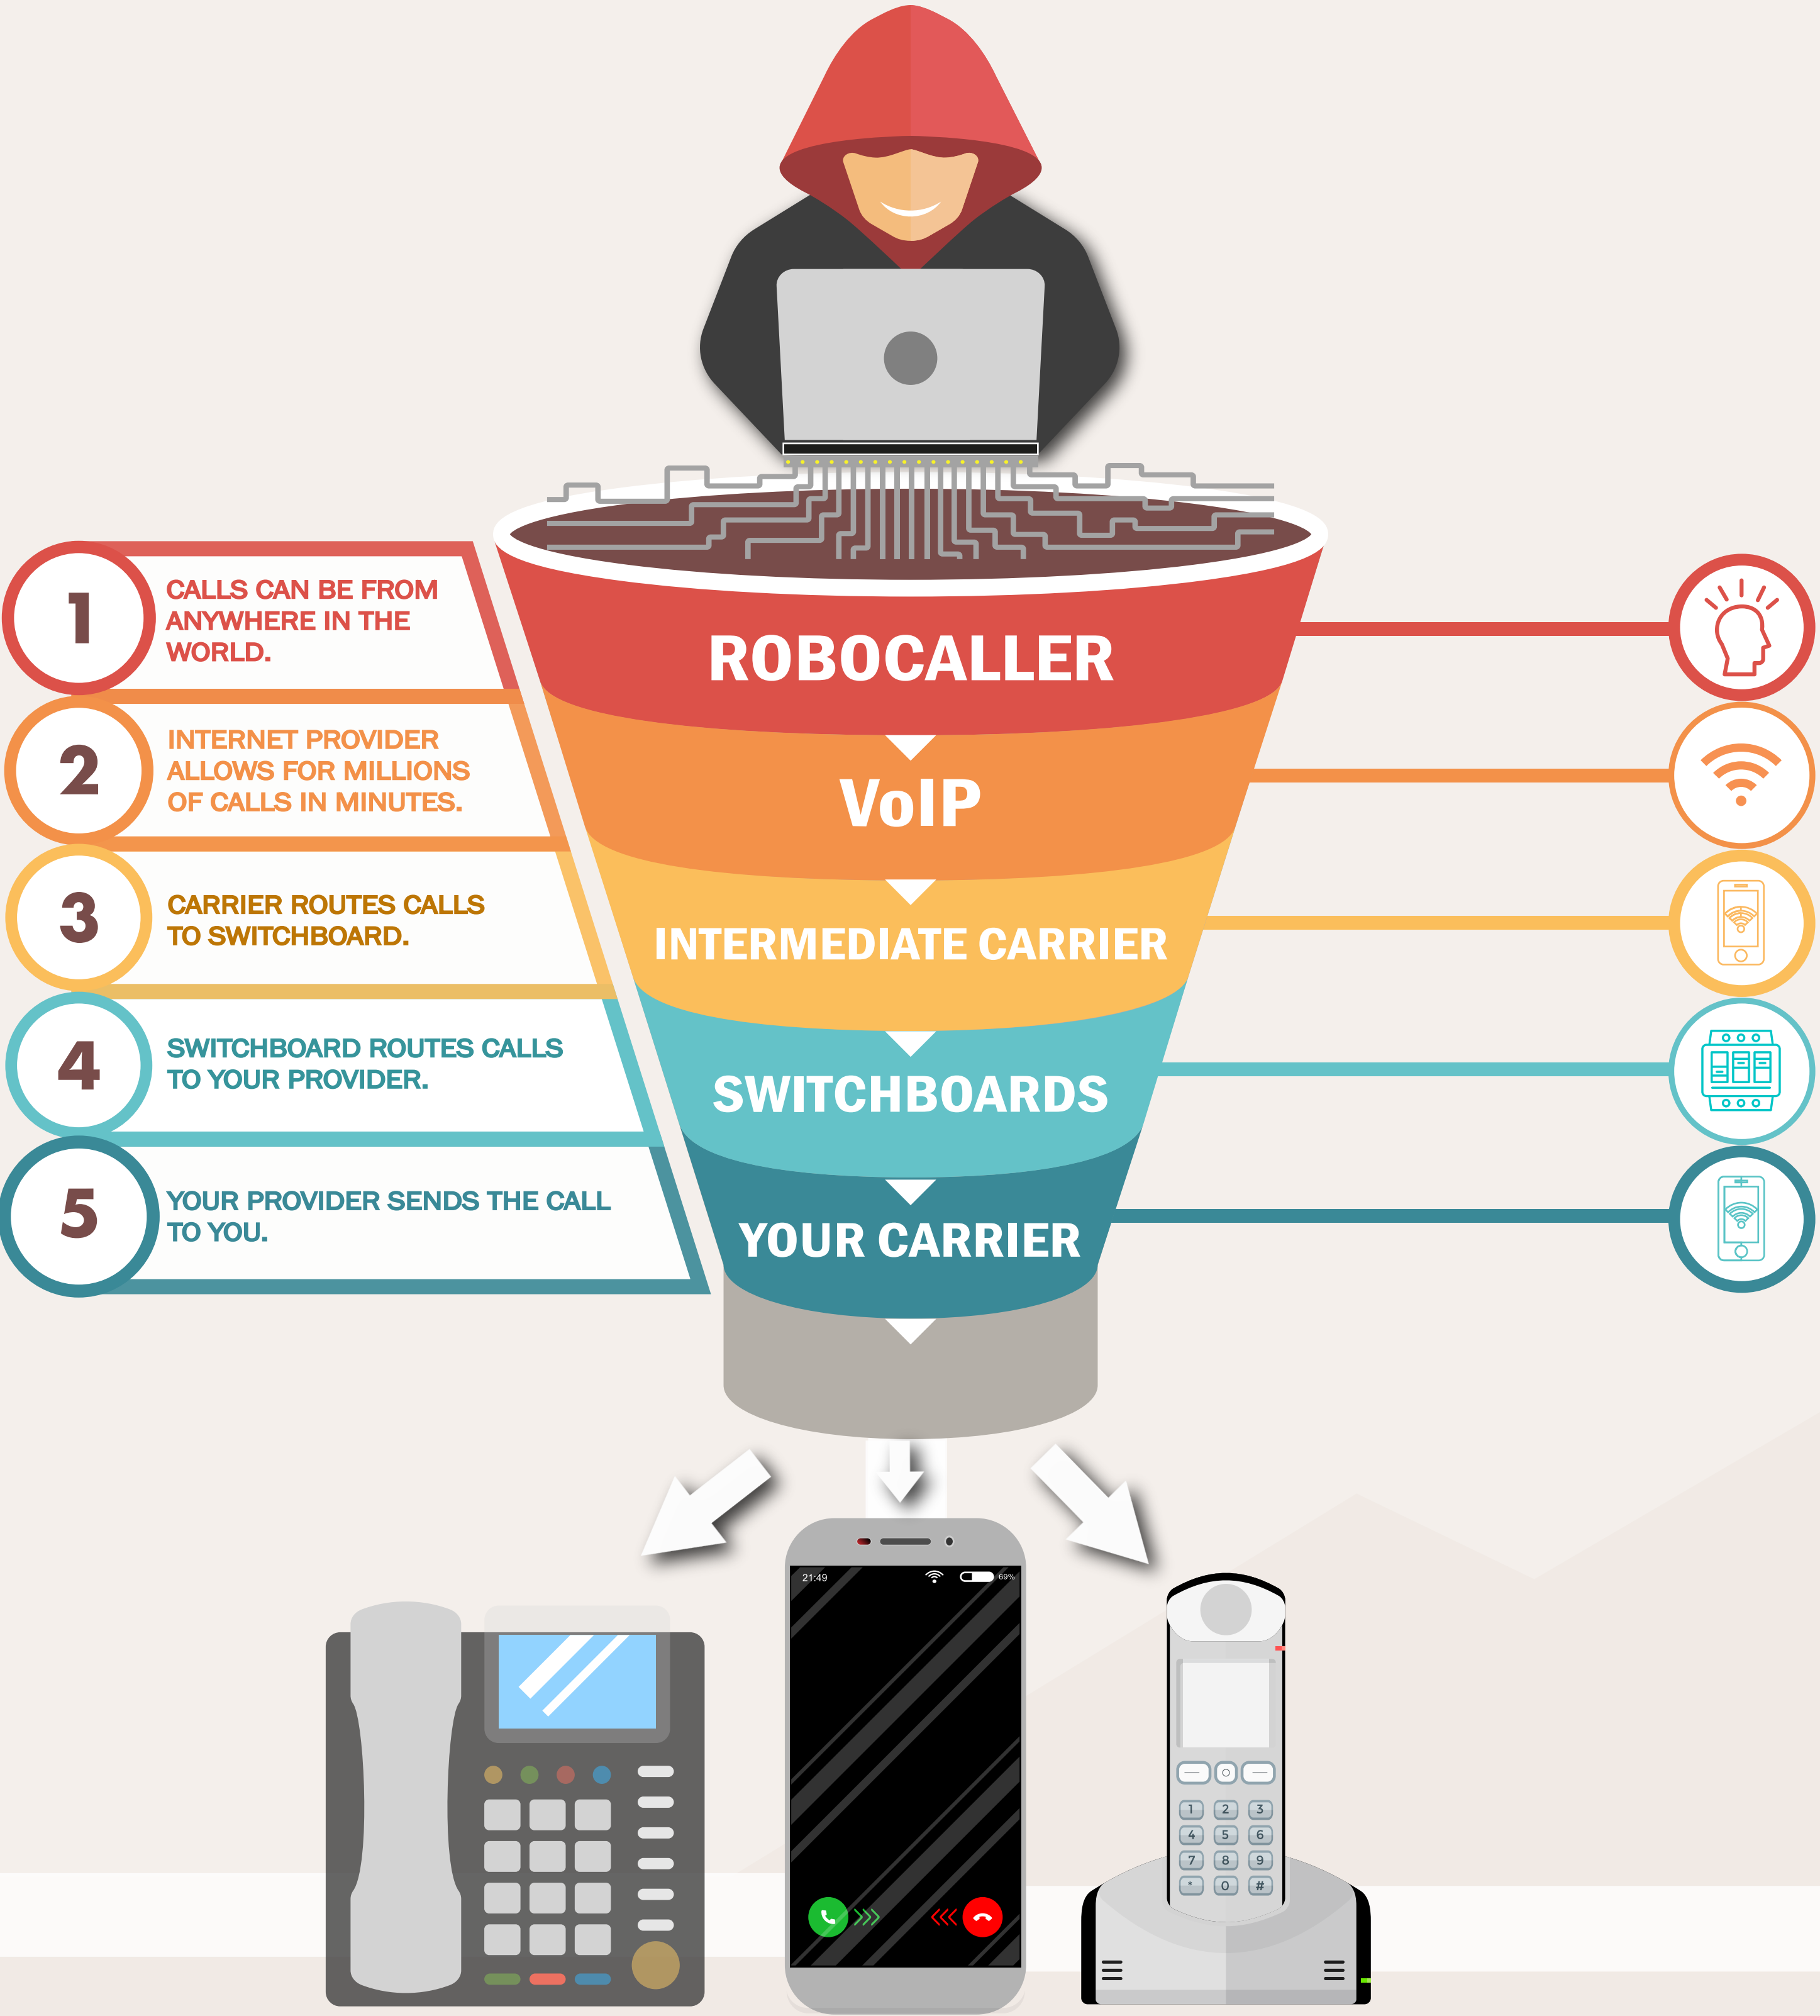 1
CALLS CAN BE FROM
ANYWHERE IN THE
WORLD.
ROBOCALLER
2
INTERNET PROVIDER
ALLOWS FOR MILLIONS
OF CALLS IN MINUTES.
VoIP
3
CARRIER ROUTES CALLS
TO SWITCHBOARD.
INTERMEDIATE CARRIER
4
SWITCHBOARD ROUTES CALLS
TO YOUR PROVIDER.
SWITCHBOARDS
5
YOUR PROVIDER SENDS THE CALL
TO YOU.
YOUR CARRIER
21:49 69%
1 2 3
4 5 6
7 8 9
* 0 #